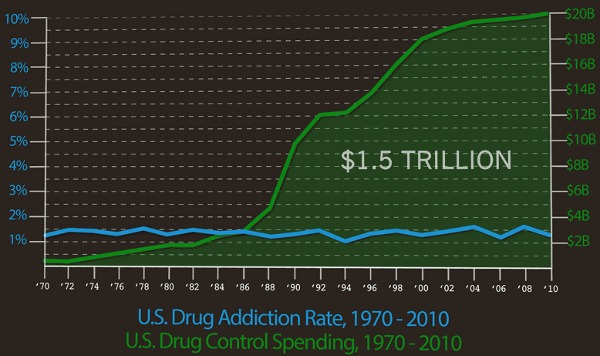 10% $20B
9% $18B
8% $16B
7% $14B
6% $12B
5% $10B
4% $1.5 TRILLION $8B
3% $6B
2% $4B
1% $2B
'70 '72 '74 '76 '78 '80 '82 '84 '86 '88 '90 '92 '94 '96 '98 '00 '02 '04 '06 '08 '10
U.S. Drug Addiction Rate, 1970 - 2010
U.S. Drug Control Spending, 1970 - 2010